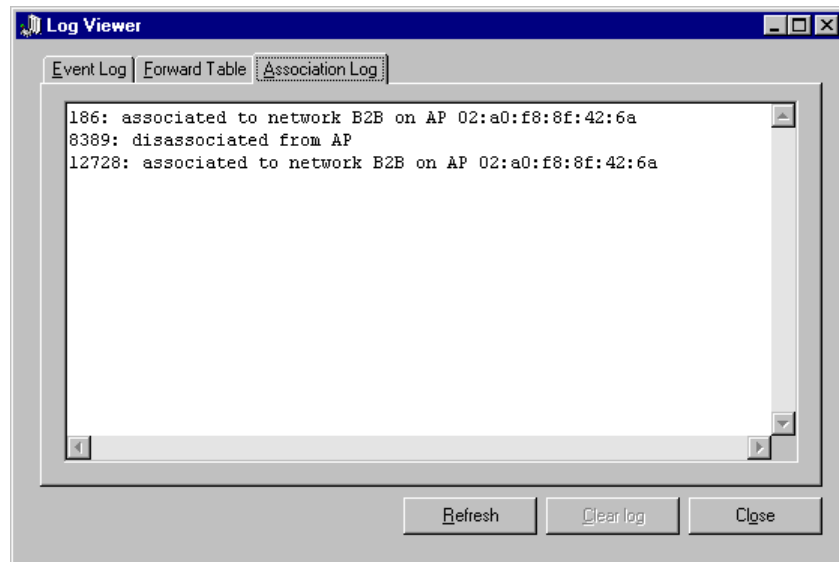 Log Viewer
Event Log Forward Table Association Log
186: associated to network B2B on AP 02:a0:f8:8f:42:6a
8389: disassociated from AP
12728: associated to network B2B on AP 02:a0:f8:8f:42:6a
Refresh Clear log Close